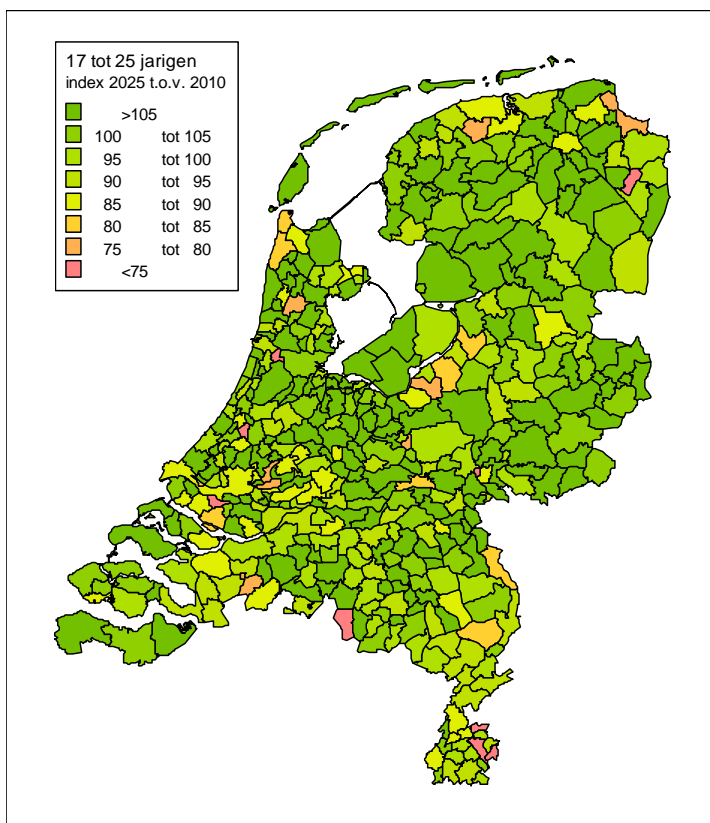 17 tot 25 jarigen
index 2025 t.o.v. 2010
>105
100 tot 105
95 tot 100
90 tot 95
85 tot 90
80 tot 85
75 tot 80
<75